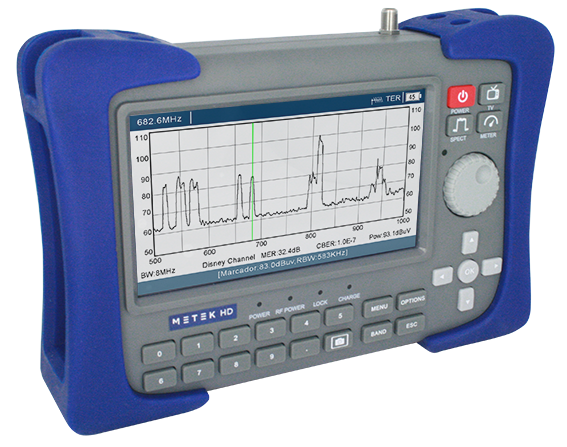 682.6MHz TER 45
110 110
100 100
90 90
80 80
70 70
60 60
50 50
500 600 700 800 900 1000
BW:8MHz Disney Channel MER:32.4dB CBER:1.0E-7 Pow:93.1dBuV
[Marcador:83.0dBuv,RBW:583KHz]
POWER TV
SPECT METER
OK
METEK HD
POWER RF POWER LOCK CHARGE
0 1 2 3 4 5 MENU OPTIONS
6 7 8 9 . BAND ESC